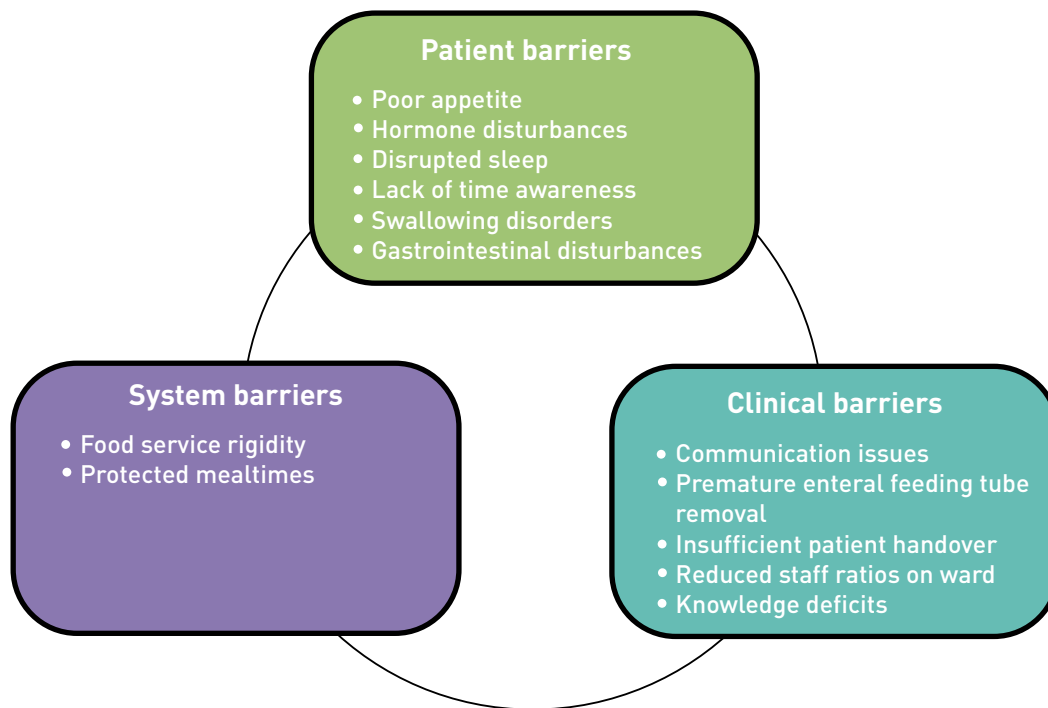 Patient barriers
• Poor appetite
• Hormone disturbances
• Disrupted sleep
• Lack of time awareness
• Swallowing disorders
• Gastrointestinal disturbances
System barriers
• Food service rigidity
• Protected mealtimes
Clinical barriers
• Communication issues
• Premature enteral feeding tube
removal
• Insufficient patient handover
• Reduced staff ratios on ward
• Knowledge deficits